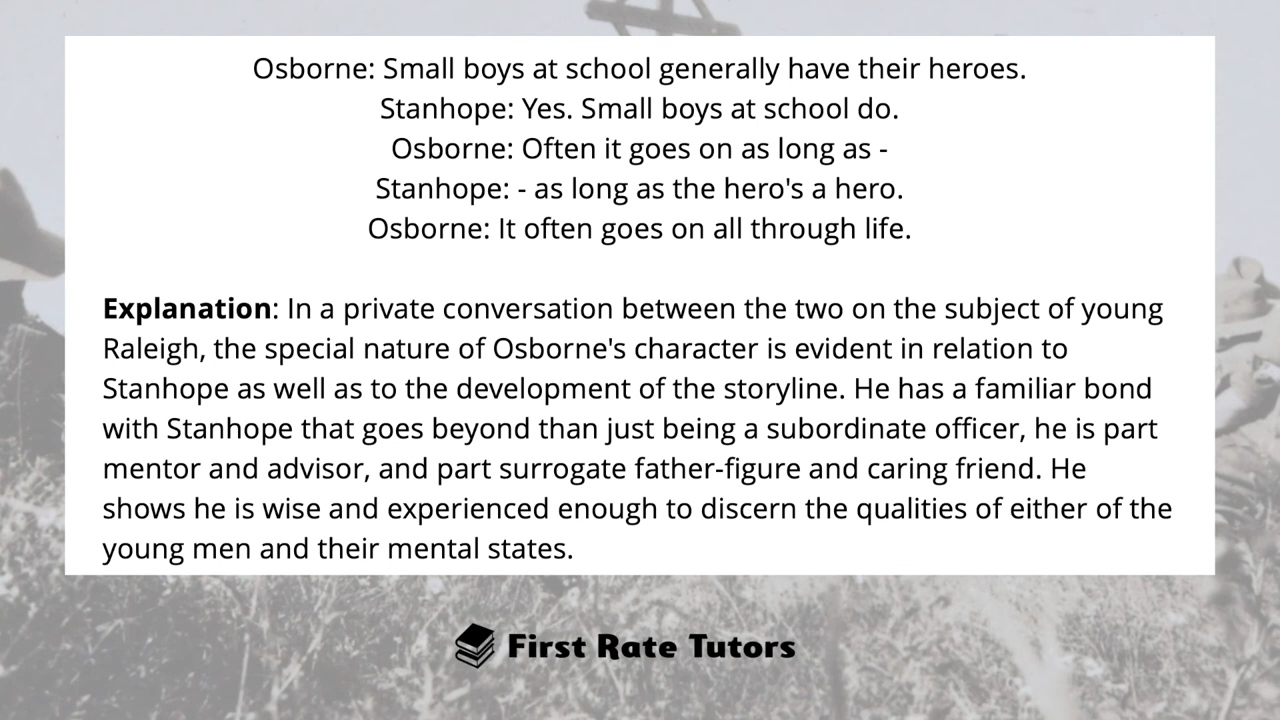 Osborne: Small boys at school generally have their heroes.
Stanhope: Yes. Small boys at school do.
Osborne: Often it goes on as long as -
Stanhope: - as long as the hero's a hero.
Osborne: It often goes on all through life.
Explanation: In a private conversation between the two on the subject of young
Raleigh, the special nature of Osborne's character is evident in relation to
Stanhope as well as to the development of the storyline. He has a familiar bond
with Stanhope that goes beyond than just being a subordinate officer, he is part
mentor and advisor, and part surrogate father-figure and caring friend. He
shows he is wise and experienced enough to discern the qualities of either of the
young men and their mental states.
First Rate Tutors